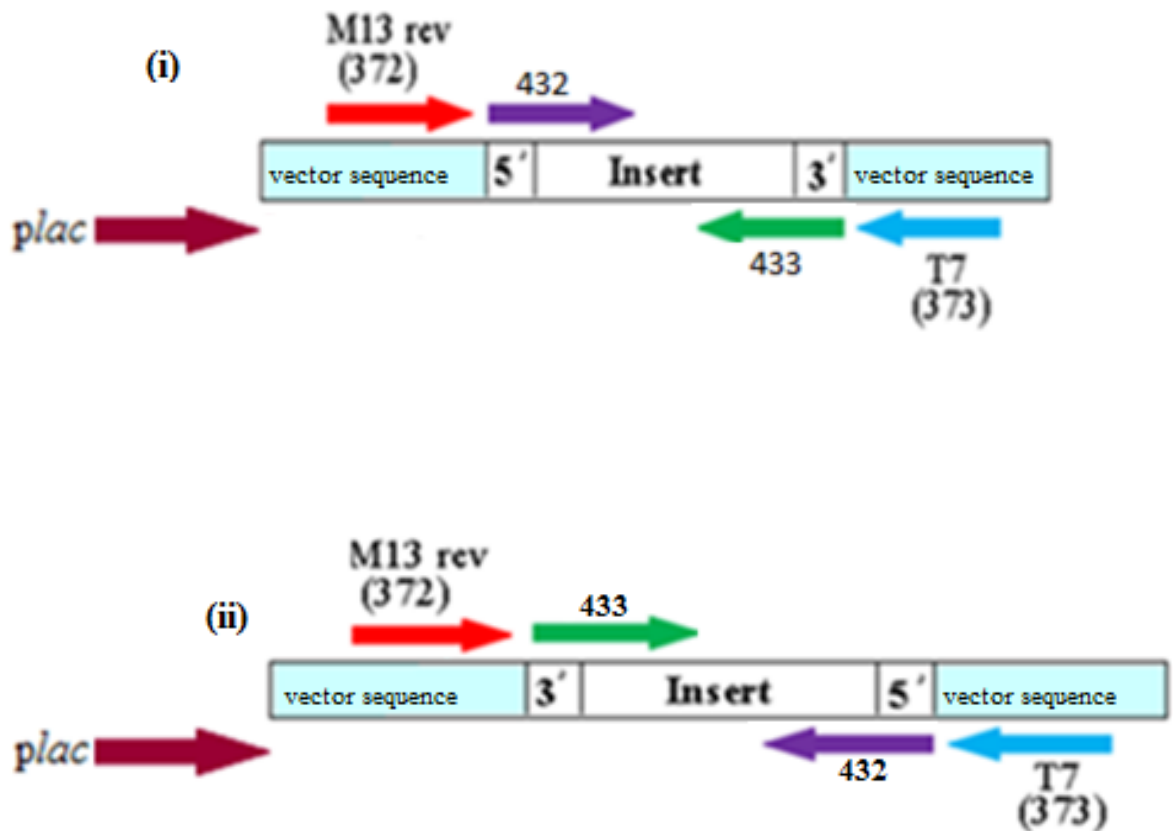 M13 rev
(i) (372) 432
vector sequence 5´ Insert 3´ vector sequence
plac
433 T7
(373)
M13 rev
(ii) (372) 433
vector sequence 3´ Insert 5´ vector sequence
plac
432 T7
(373)